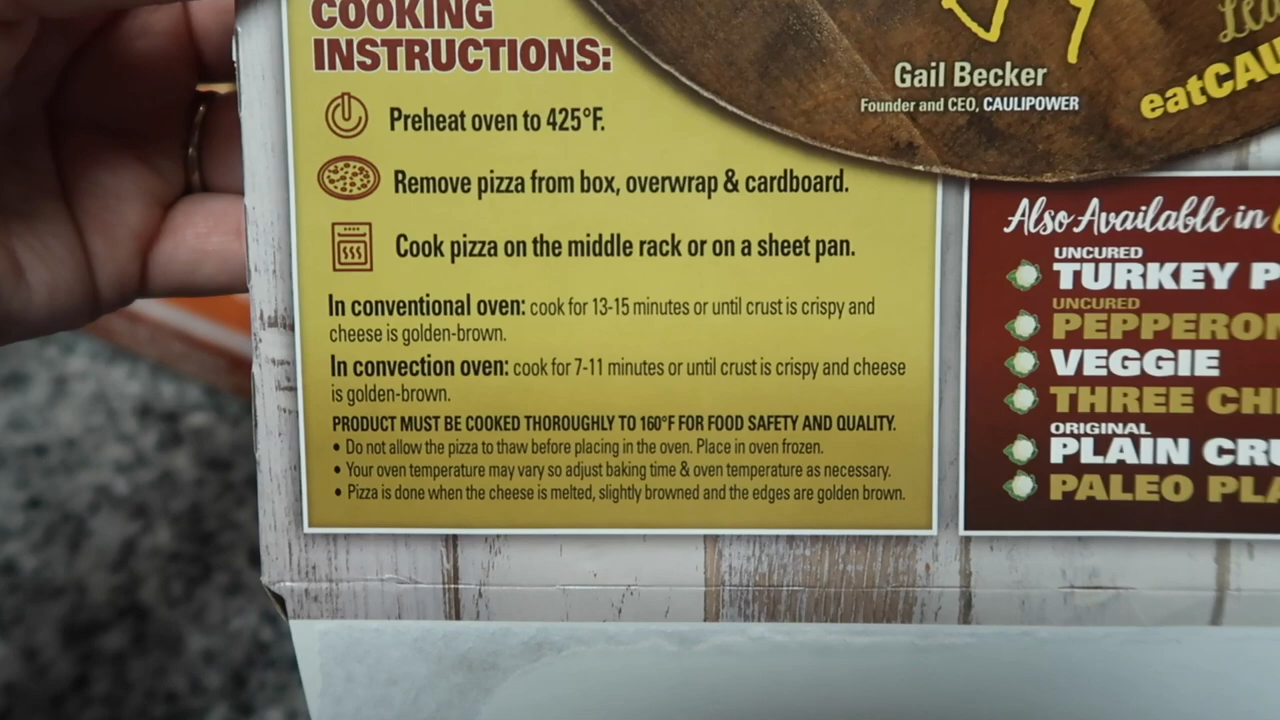 COOKING
INSTRUCTIONS:
Preheat oven to 425°F.
Remove pizza from box, overwrap & cardboard.
Cook pizza on the middle rack or on a sheet pan.
In conventional oven: cook for 13-15 minutes or until crust is crispy and
cheese is golden-brown.
In convection oven: cook for 7-11 minutes or until crust is crispy and cheese
is golden-brown.
PRODUCT MUST BE COOKED THOROUGHLY TO 160°F FOR FOOD SAFETY AND QUALITY.
• Do not allow the pizza to thaw before placing in the oven. Place in oven frozen.
• Your oven temperature may vary so adjust baking time & oven temperature as necessary.
• Pizza is done when the cheese is melted, slightly browned and the edges are golden brown.
Gail Becker
Founder and CEO, CAULIPOWER
eatCAU
Also Available in
UNCURED
TURKEY P
UNCURED
PEPPERO
VEGGIE
THREE CH
ORIGINAL
PLAIN CRU
PALEO PLA